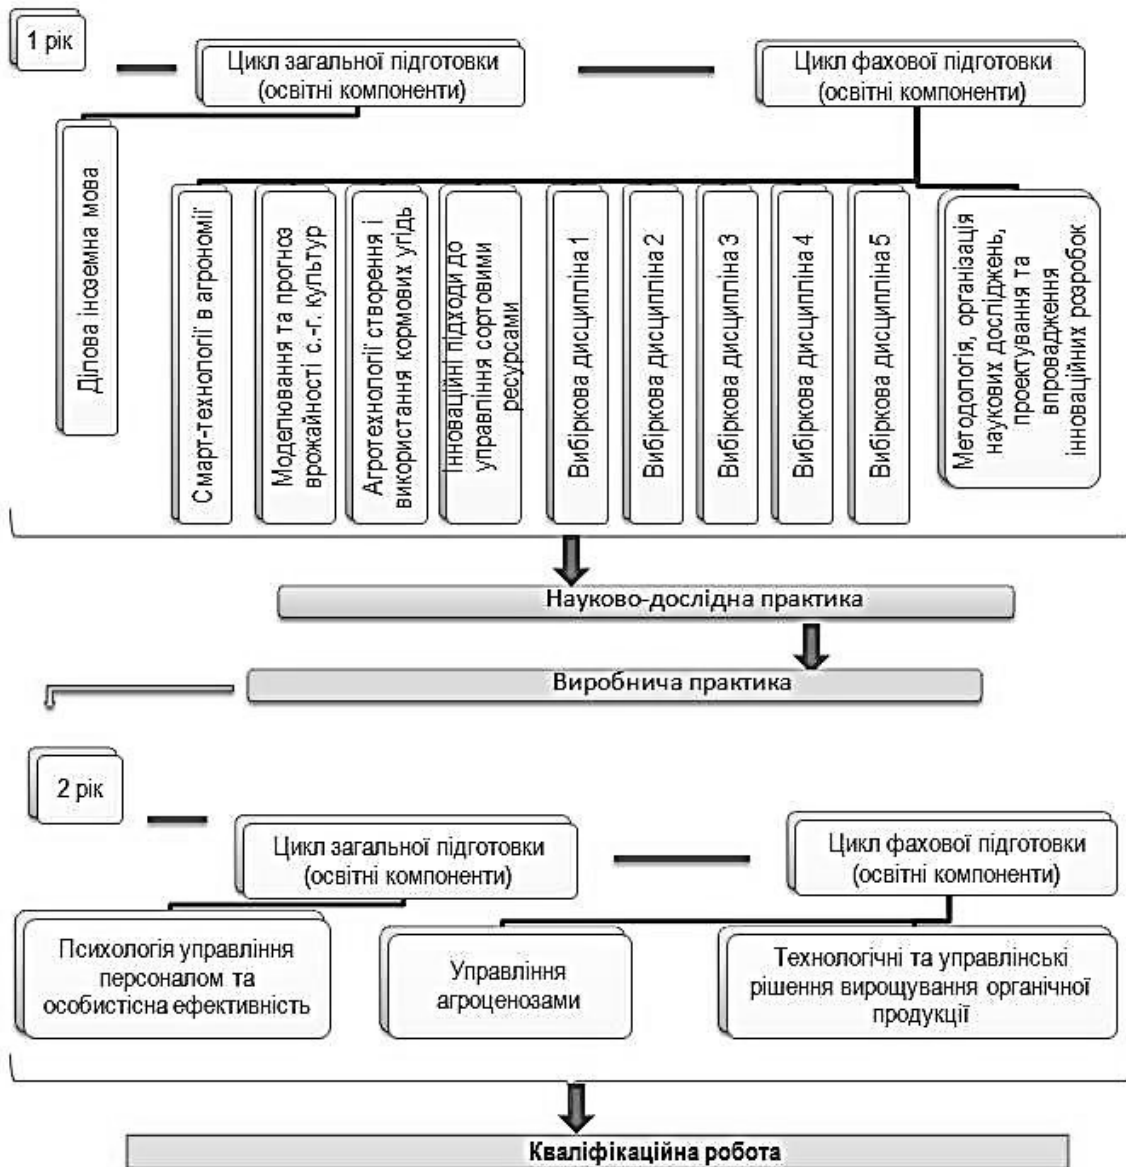 1 рік
Цикл загальної підготовки
(освітні компоненти)
Цикл фахової підготовки
(освітні компоненти)
Ділова іноземна мова
Смарт-технології в агрономії
Моделювання та прогноз
врожайності с.-г. культур
Агротехнології створення і
використання кормових угідь
Інноваційні підходи до
управління сортовими
ресурсами
Вибіркова дисципліна 1
Вибіркова дисципліна 2
Вибіркова дисципліна 3
Вибіркова дисципліна 4
Вибіркова дисципліна 5
Методологія, організація
наукових досліджень,
проектування та
впровадження
інноваційних розробок
Науково-дослідна практика
Виробнича практика
2 рік
Цикл загальної підготовки
(освітні компоненти)
Цикл фахової підготовки
(освітні компоненти)
Психологія управління
персоналом та
особистісна ефективність
Управління
агроценозами
Технологічні та управлінські
рішення вирощування органічної
продукції
Кваліфікаційна робота